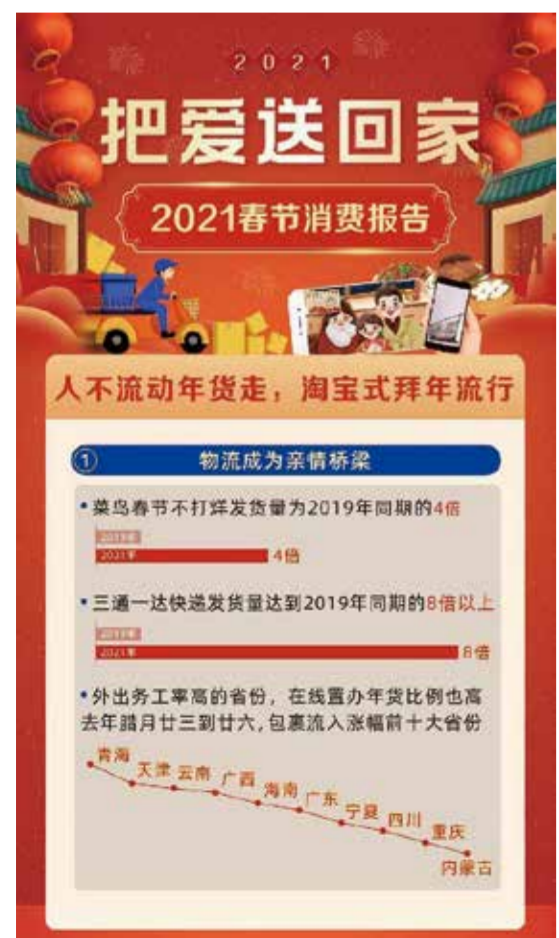 2021
把爱送回家
2021春节消费报告
人不流动年货走，淘宝式拜年流行
1 物流成为亲情桥梁
•菜鸟春节不打烊发货量为2019年同期的4倍
2019年
2021年 4倍
•三通一达快递发货量达到2019年同期的8倍以上
2019年
2021年 8倍
•外出务工率高的省份，在线置办年货比例也高
去年腊月廿三到廿六,包裹流入涨幅前十大省份
青海
天津
云南
广西
海南
广东
宁夏
四川
重庆
内蒙古